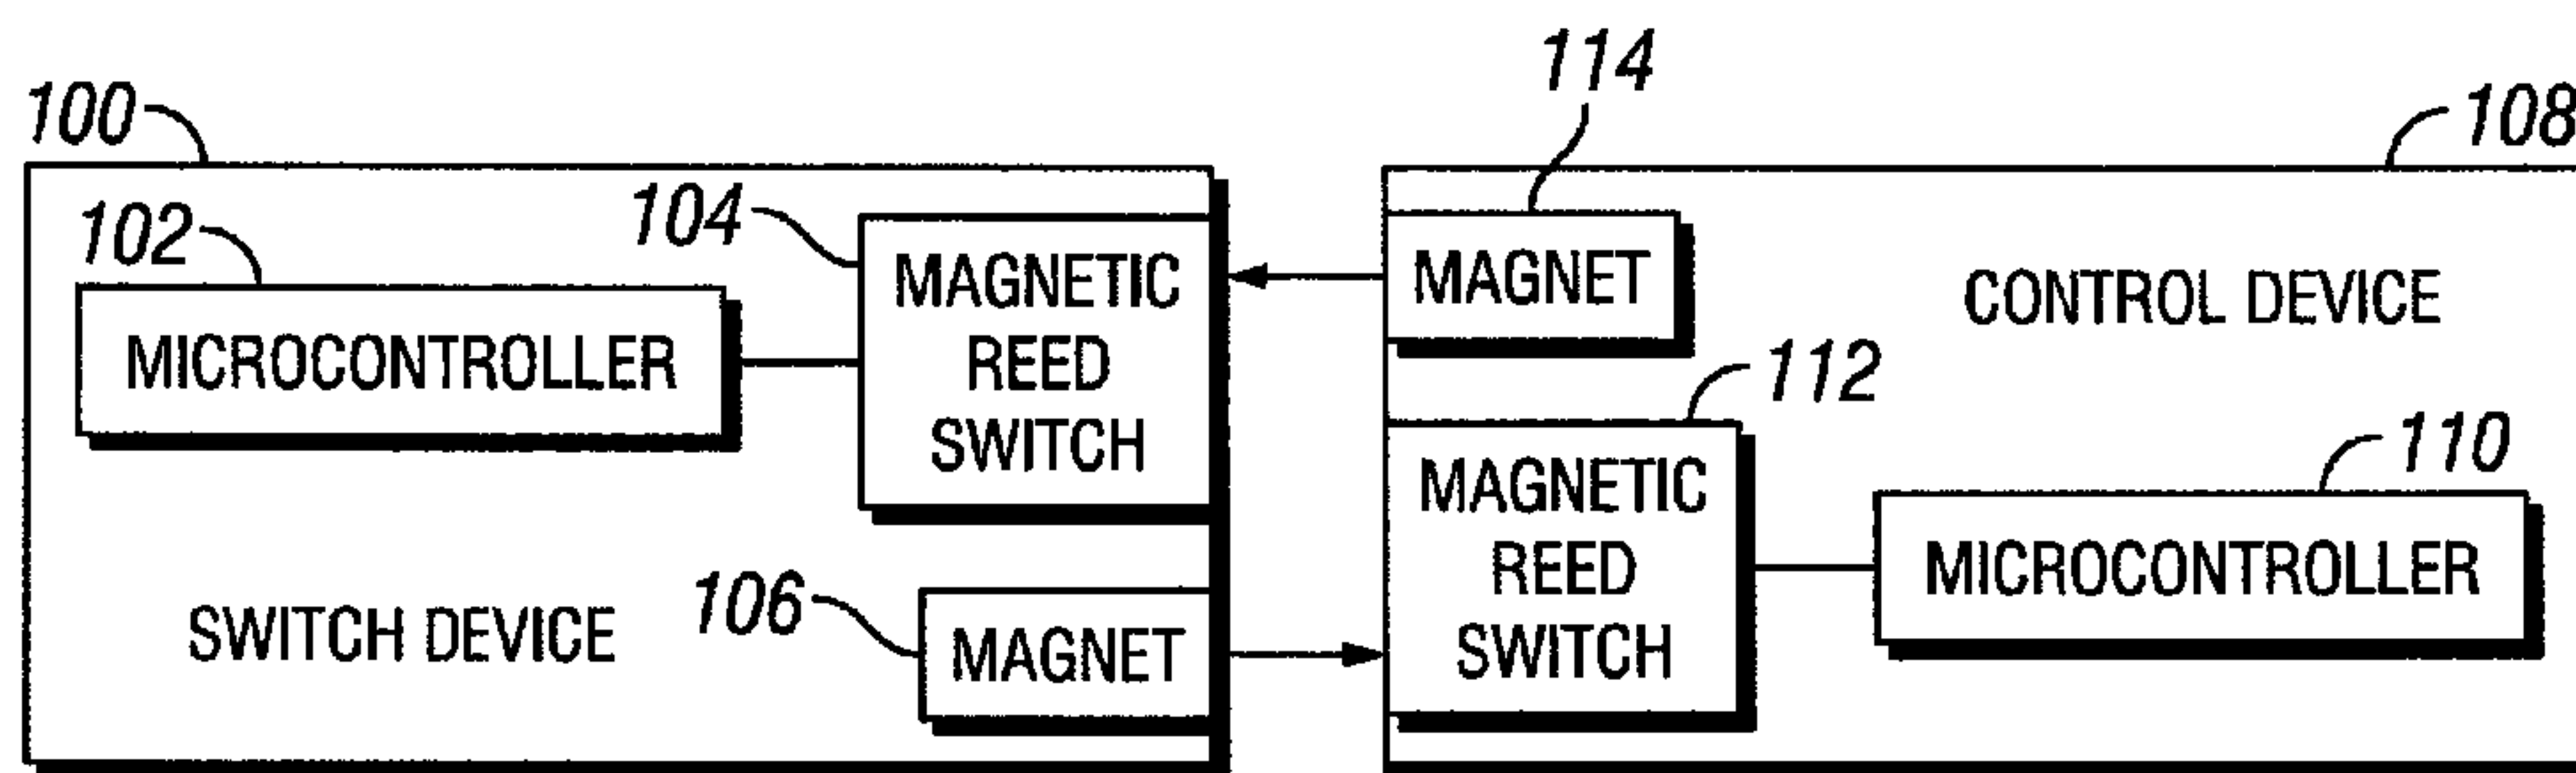 100
102
MICROCONTROLLER
104
MAGNETIC
REED
SWITCH
SWITCH DEVICE
106
MAGNET
114
MAGNET
108
CONTROL DEVICE
112
MAGNETIC
REED
SWITCH
110
MICROCONTROLLER